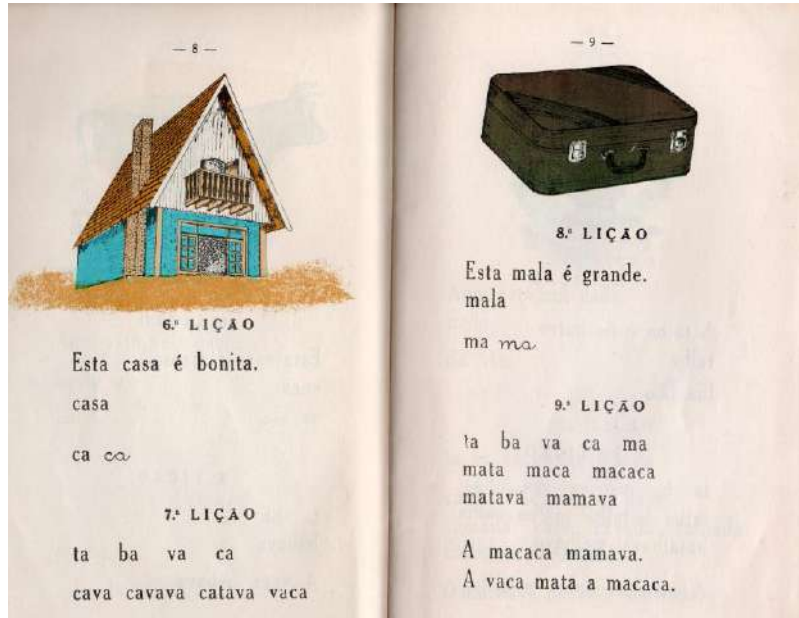 — 8 —
6.ª LIÇÃO
Esta casa é bonita.
casa
ca ca
7.ª LIÇÃO
ta ba va ca
cava cavava catava vaca
— 9 —
8.ª LIÇÃO
Esta mala é grande.
mala
ma ma
9.ª LIÇÃO
ta ba va ca ma
mata maca macaca
matava mamava
A macaca mamava.
A vaca mata a macaca.